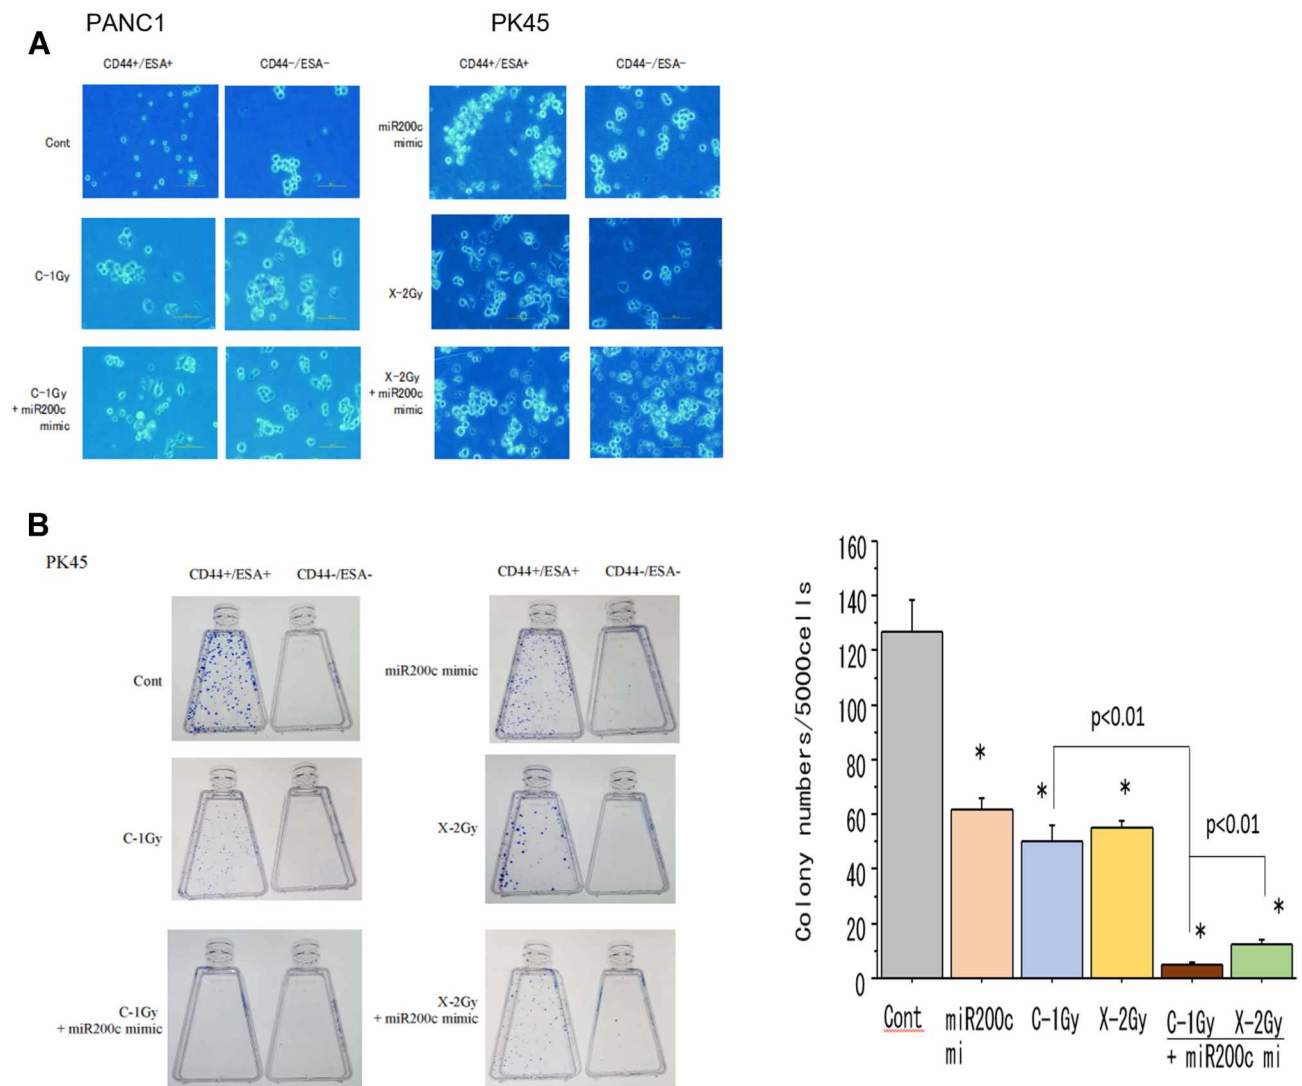 PANC1
PK45
A
CD44+/ESA+
CD44-/ESA-
CD44+/ESA+
CD44-/ESA-
Cont
miR200c
mimic
C-1Gy
X-2Gy
C-1Gy
+ miR200c
mimic
X-2Gy
+ miR200c
mimic
B
PK45
CD44+/ESA+
CD44-/ESA-
CD44+/ESA+
CD44-/ESA-
Cont
miR200c mimic
C-1Gy
X-2Gy
C-1Gy
+ miR200c mimic
X-2Gy
+ miR200c mimic
Colony numbers/5000cells
160
140
120
100
80
60
40
20
0
*
*
*
p<0.01
*
p<0.01
*
Cont
miR200c
mi
C-1Gy
X-2Gy
C-1Gy
X-2Gy
+ miR200c mi